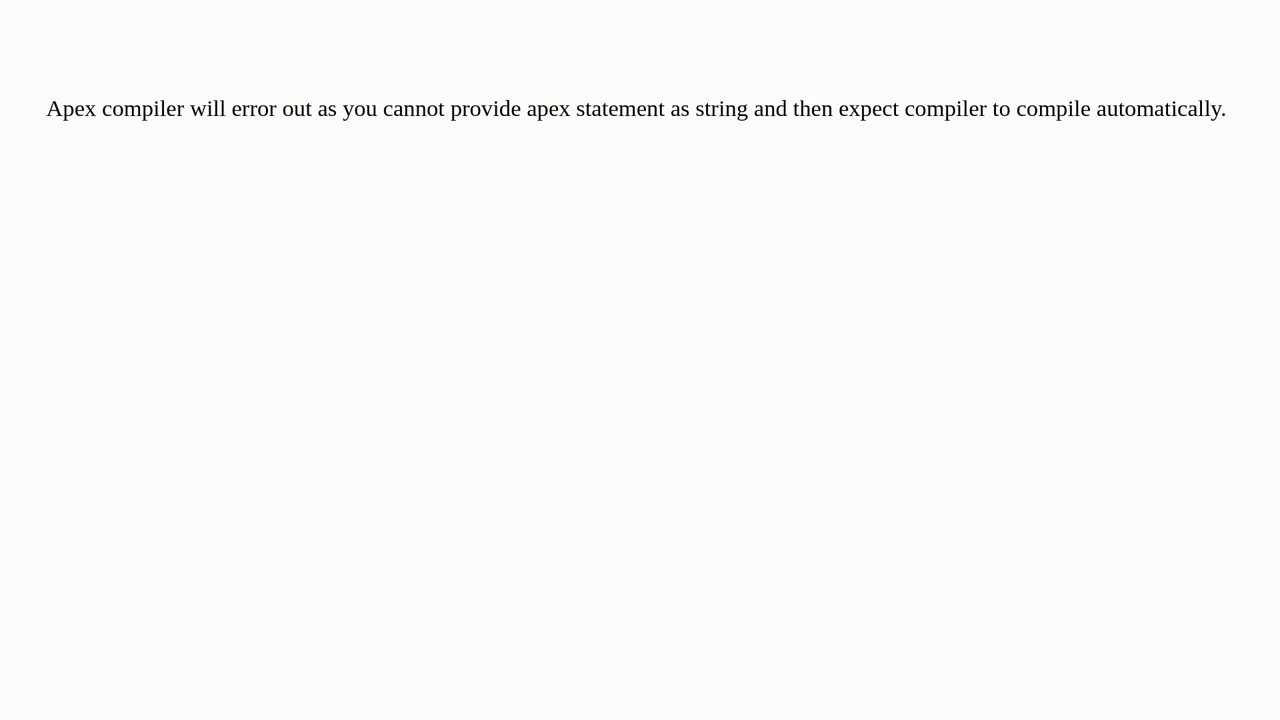 Apex compiler will error out as you cannot provide apex statement as string and then expect compiler to compile automatically.